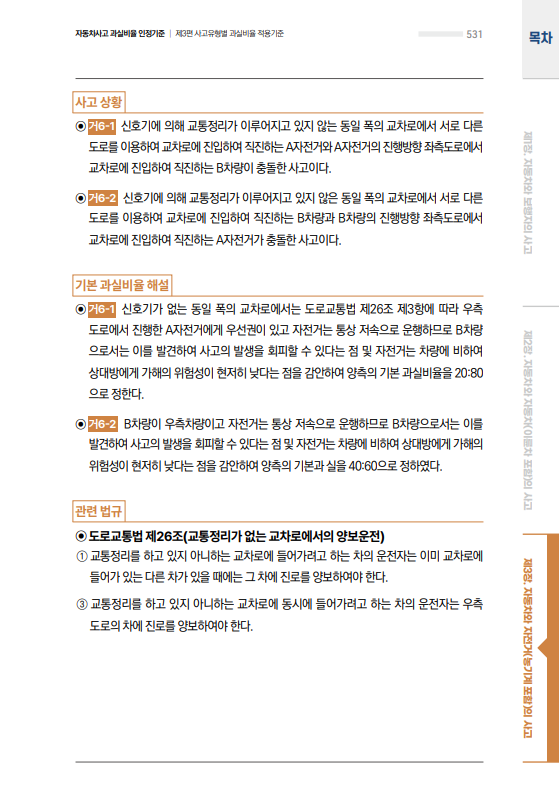 자동차사고 과실비율 인정기준 | 제3편 사고유형별 과실비율 적용기준
531
목차
사고 상황
◉ 거6-1 신호기에 의해 교통정리가 이루어지고 있지 않는 동일 폭의 교차로에서 서로 다른
도로를 이용하여 교차로에 진입하여 직진하는 A자전거와 A자전거의 진행방향 좌측도로에서
교차로에 진입하여 직진하는 B차량이 충돌한 사고이다.
◉ 거6-2 신호기에 의해 교통정리가 이루어지고 있지 않은 동일 폭의 교차로에서 서로 다른
도로를 이용하여 교차로에 진입하여 직진하는 B차량과 B차량의 진행방향 좌측도로에서
교차로에 진입하여 직진하는 A자전거가 충돌한 사고이다.
기본 과실비율 해설
◉ 거6-1 신호기가 없는 동일 폭의 교차로에서는 도로교통법 제26조 제3항에 따라 우측
도로에서 진행한 A자전거에게 우선권이 있고 자전거는 통상 저속으로 운행하므로 B차량
으로서는 이를 발견하여 사고의 발생을 회피할 수 있다는 점 및 자전거는 차량에 비하여
상대방에게 가해의 위험성이 현저히 낮다는 점을 감안하여 양측의 기본 과실비율을 20:80
으로 정한다.
◉ 거6-2 B차량이 우측차량이고 자전거는 통상 저속으로 운행하므로 B차량으로서는 이를
발견하여 사고의 발생을 회피할 수 있다는 점 및 자전거는 차량에 비하여 상대방에게 가해의
위험성이 현저히 낮다는 점을 감안하여 양측의 기본과 실을 40:60으로 정하였다.
관련 법규
◉ 도로교통법 제26조(교통정리가 없는 교차로에서의 양보운전)
① 교통정리를 하고 있지 아니하는 교차로에 들어가려고 하는 차의 운전자는 이미 교차로에
들어가 있는 다른 차가 있을 때에는 그 차에 진로를 양보하여야 한다.
③ 교통정리를 하고 있지 아니하는 교차로에 동시에 들어가려고 하는 차의 운전자는 우측
도로의 차에 진로를 양보하여야 한다.
제1장. 자동차와 보행자의 사고
제2장. 자동차와 자동차(이륜차 포함)의 사고
제3장. 자동차와 자전거(농기계 포함)의 사고